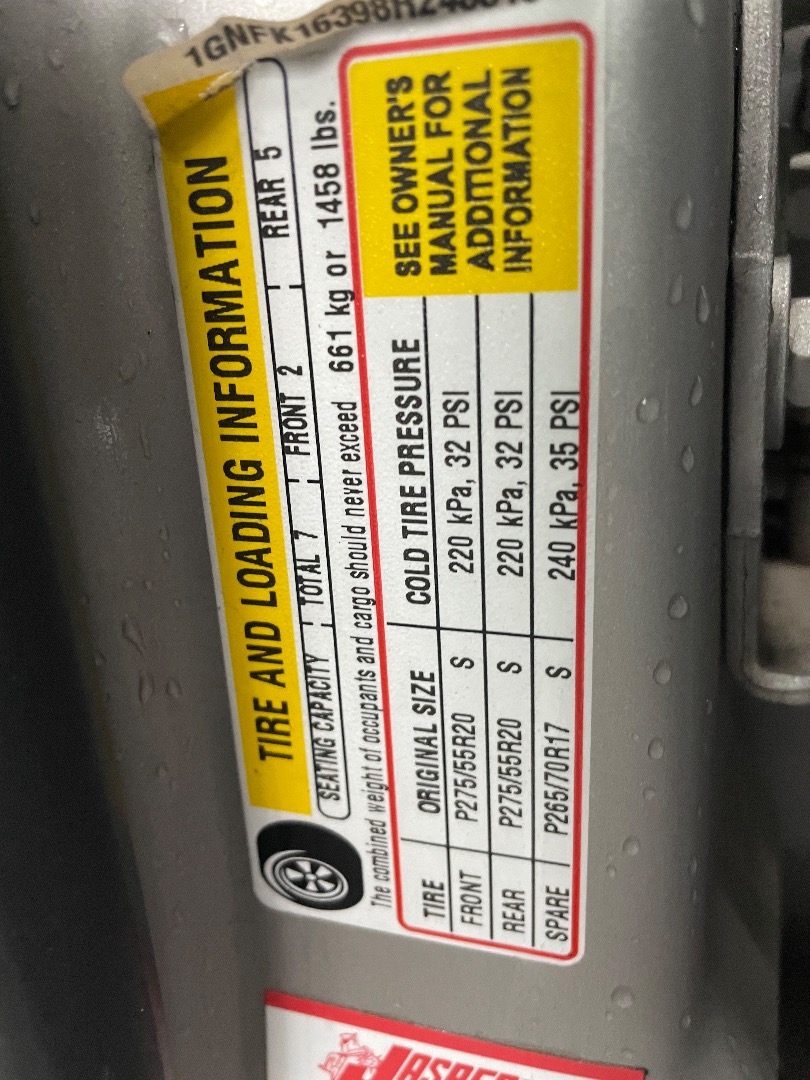 1GNFK16398H
TIRE AND LOADING INFORMATION
SEATING CAPACITY TOTAL 7 FRONT 2 REAR 5
The combined weight of occupants and cargo should never exceed 661 kg or 1458 lbs.
TIRE ORIGINAL SIZE COLD TIRE PRESSURE
FRONT P275/55R20 S 220 kPa, 32 PSI
REAR P275/55R20 S 220 kPa, 32 PSI
SPARE P265/70R17 S 240 kPa, 35 PSI
SEE OWNER'S
MANUAL FOR
ADDITIONAL
INFORMATION